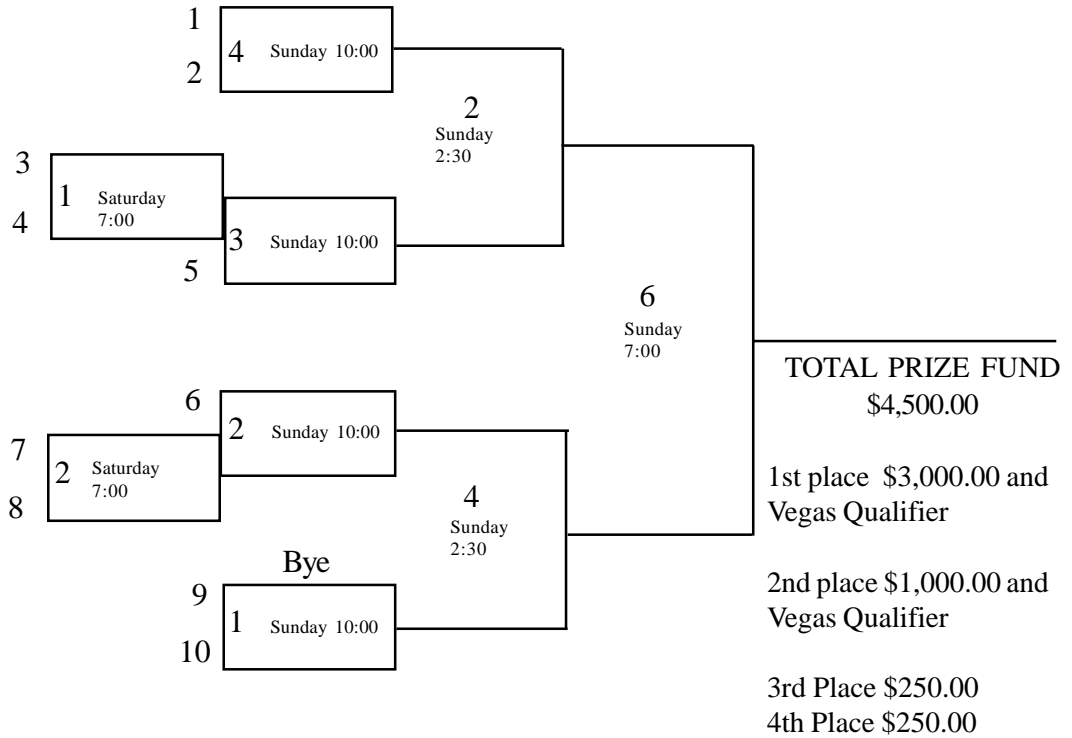 1
4 Sunday 10:00
2
2
Sunday
2:30
3
1 Saturday
7:00
4
3 Sunday 10:00
5
6
Sunday
7:00
TOTAL PRIZE FUND
$4,500.00
6
2 Sunday 10:00
7
2 Saturday
7:00
8
4
Sunday
2:30
Bye
9
1 Sunday 10:00
10
1st place $3,000.00 and
Vegas Qualifier
2nd place $1,000.00 and
Vegas Qualifier
3rd Place $250.00
4th Place $250.00